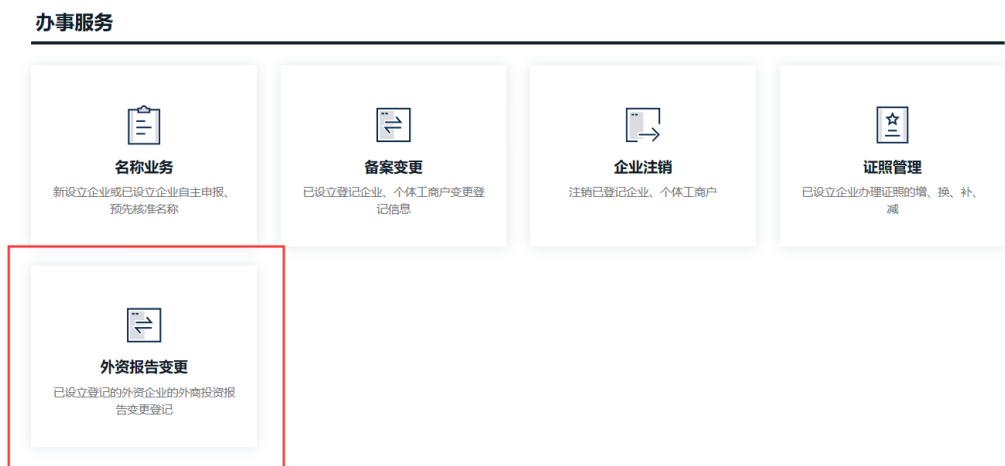 办事服务
名称业务
新设立企业或已设立企业自主申报、
预先核准名称
备案变更
已设立登记企业、个体工商户变更登
记信息
企业注销
注销已登记企业、个体工商户
证照管理
已设立企业办理证照的增、换、补、
减
外资报告变更
已设立登记的外资企业的外商投资报
告变更登记